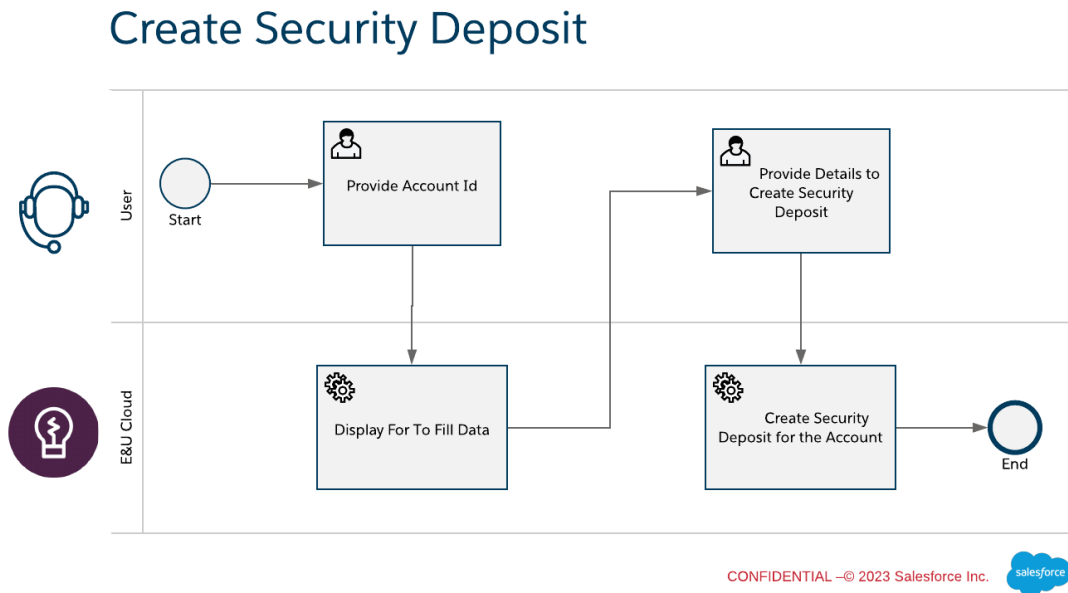 Create Security Deposit
User
Start
Provide Account Id
Provide Details to
Create Security
Deposit
E&U Cloud
Display For To Fill Data
Create Security
Deposit for the Account
End
CONFIDENTIAL –© 2023 Salesforce Inc.
salesforce